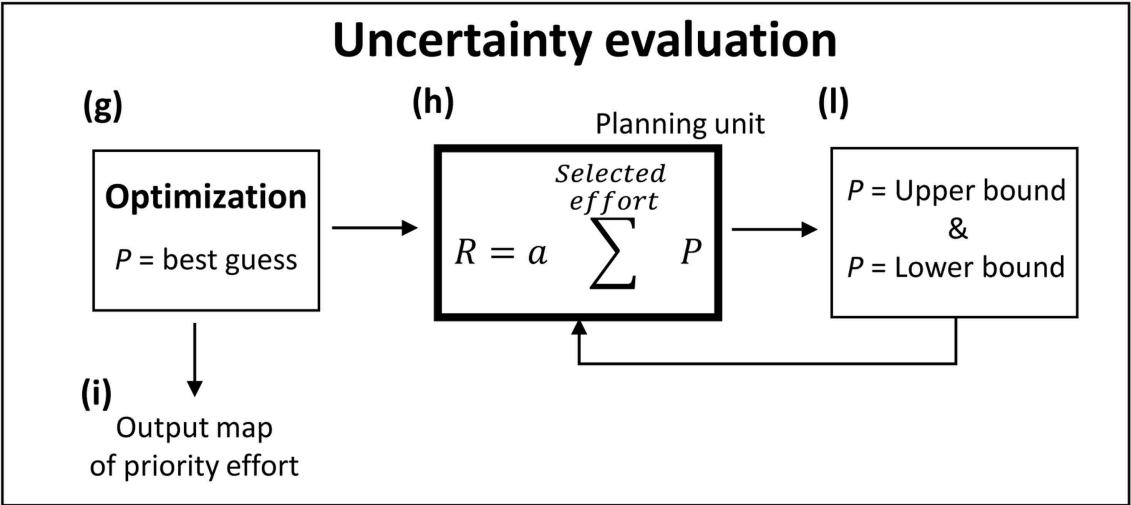 Uncertainty evaluation
(g)
Optimization
P = best guess
(h)
Planning unit
Selected
effort
R = a ∑ P
(l)
P = Upper bound
&
P = Lower bound
(i)
Output map
of priority effort